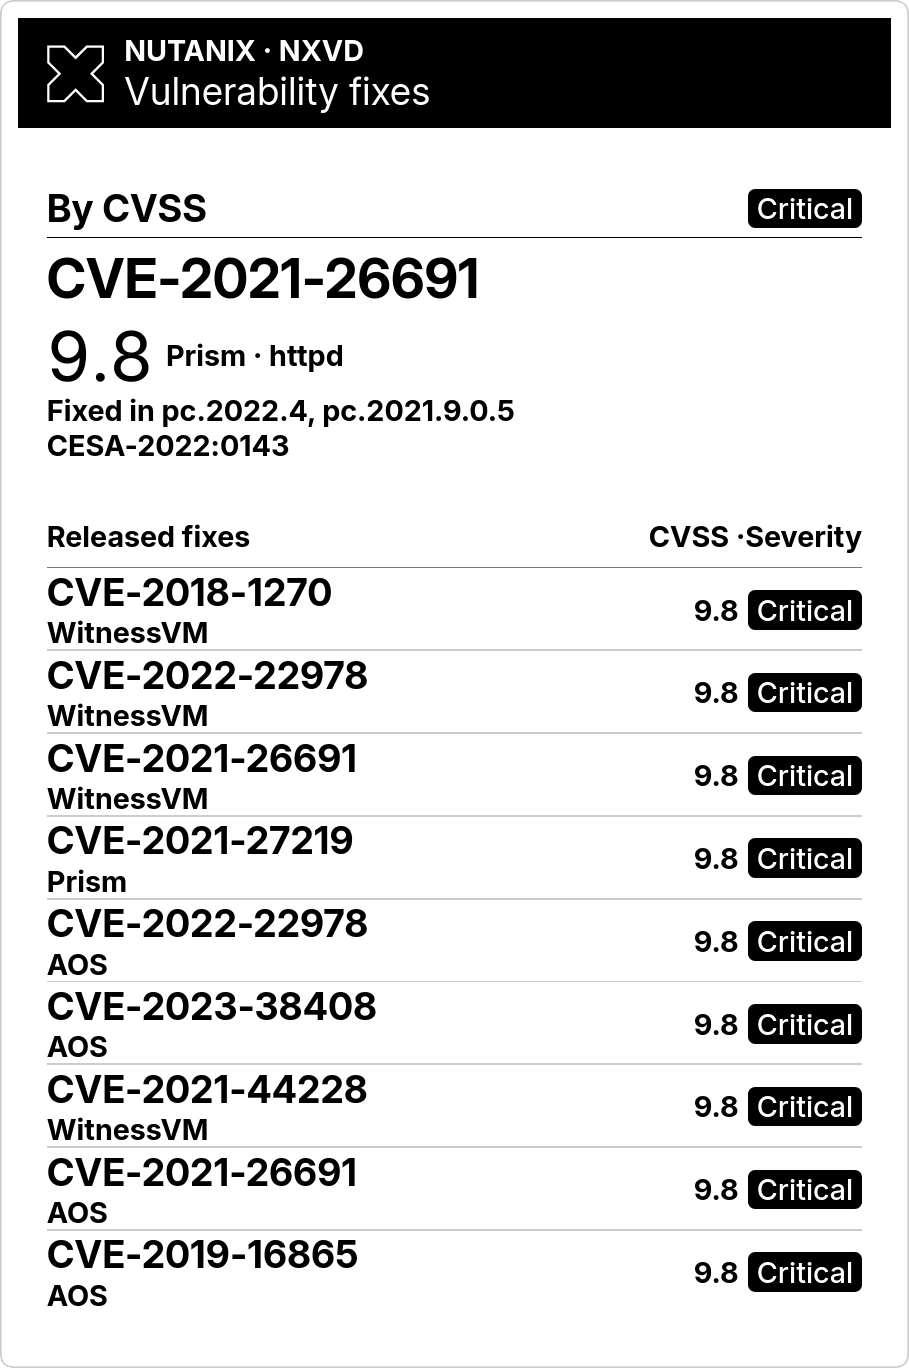 NUTANIX · NXVD
Vulnerability fixes
By CVSS
Critical
CVE-2021-26691
9.8 Prism · httpd
Fixed in pc.2022.4, pc.2021.9.0.5
CESA-2022:0143
Released fixes
CVSS ·Severity
CVE-2018-1270
WitnessVM
9.8 Critical
CVE-2022-22978
WitnessVM
9.8 Critical
CVE-2021-26691
WitnessVM
9.8 Critical
CVE-2021-27219
Prism
9.8 Critical
CVE-2022-22978
AOS
9.8 Critical
CVE-2023-38408
AOS
9.8 Critical
CVE-2021-44228
WitnessVM
9.8 Critical
CVE-2021-26691
AOS
9.8 Critical
CVE-2019-16865
AOS
9.8 Critical